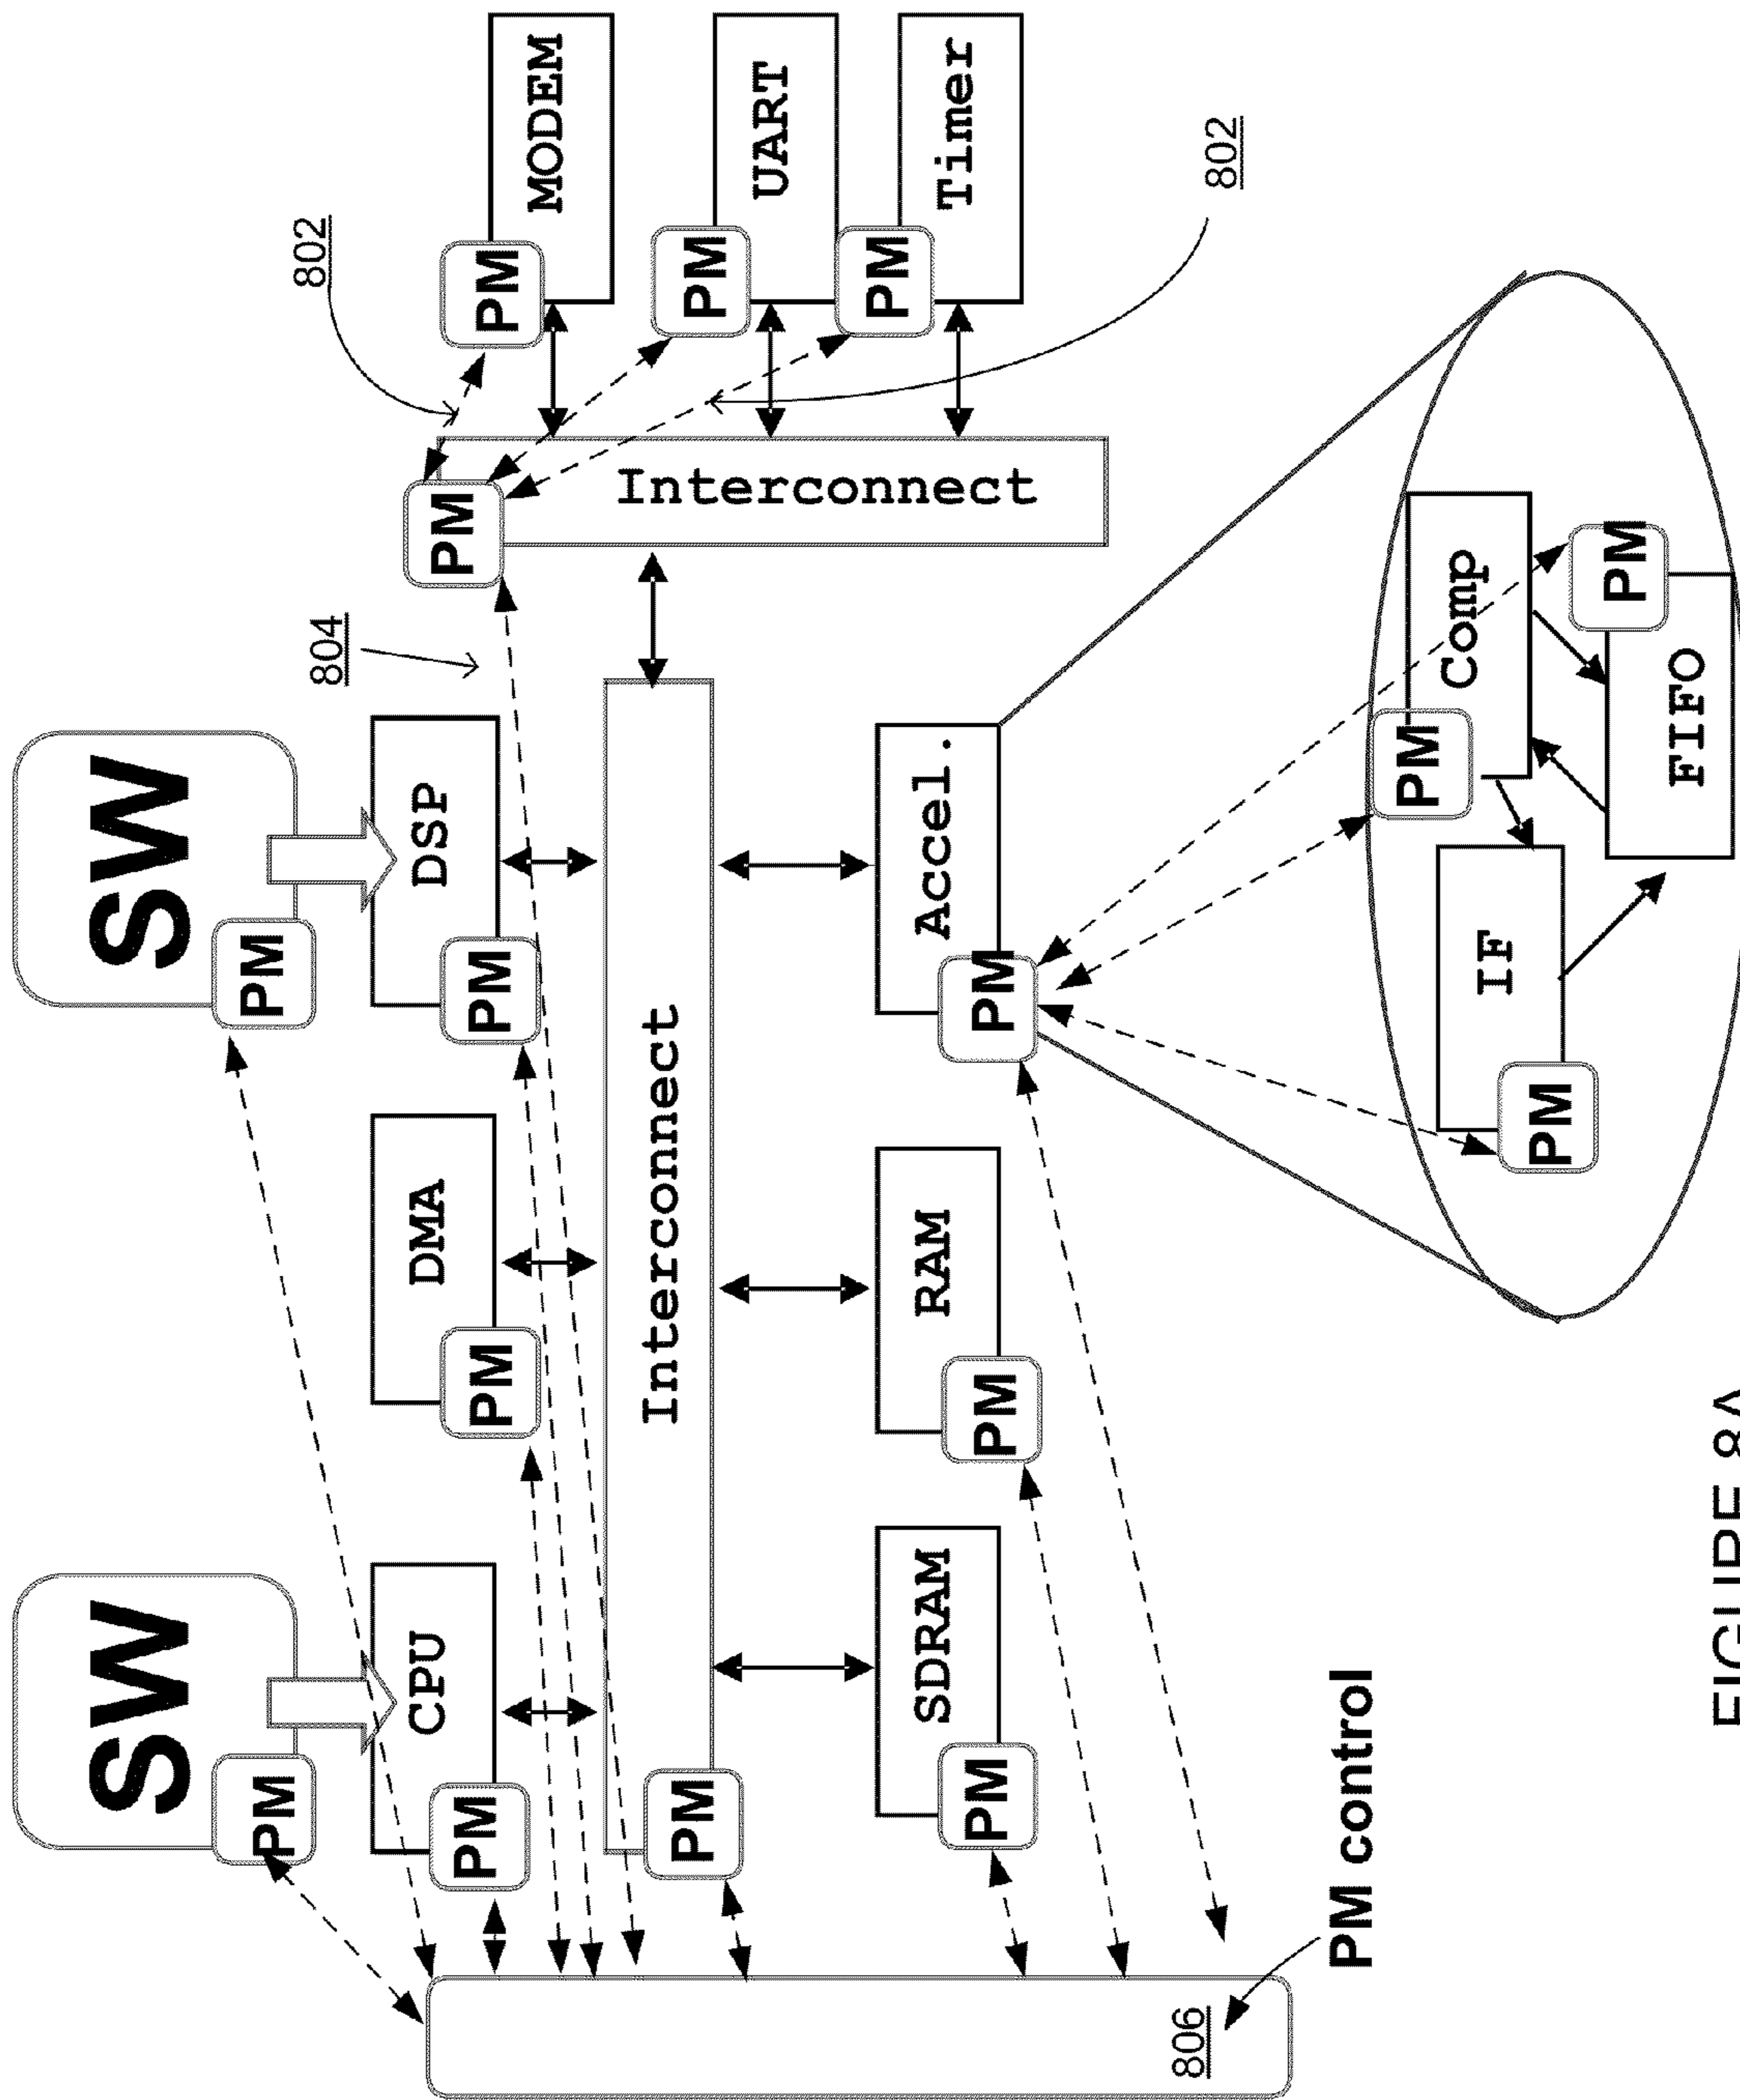 SW
SW
PM
PM
802
804
CPU
DMA
DSP
PM
PM
PM
PM
PM
MODEM
Interconnect
PM
PM
UART
Interconnect
PM
SDRAM
RAM
Accel.
Timer
PM
PM
PM
806
802
PM control
PM
Comp
IF
PM
PM
FIFO
FIGURE 8A